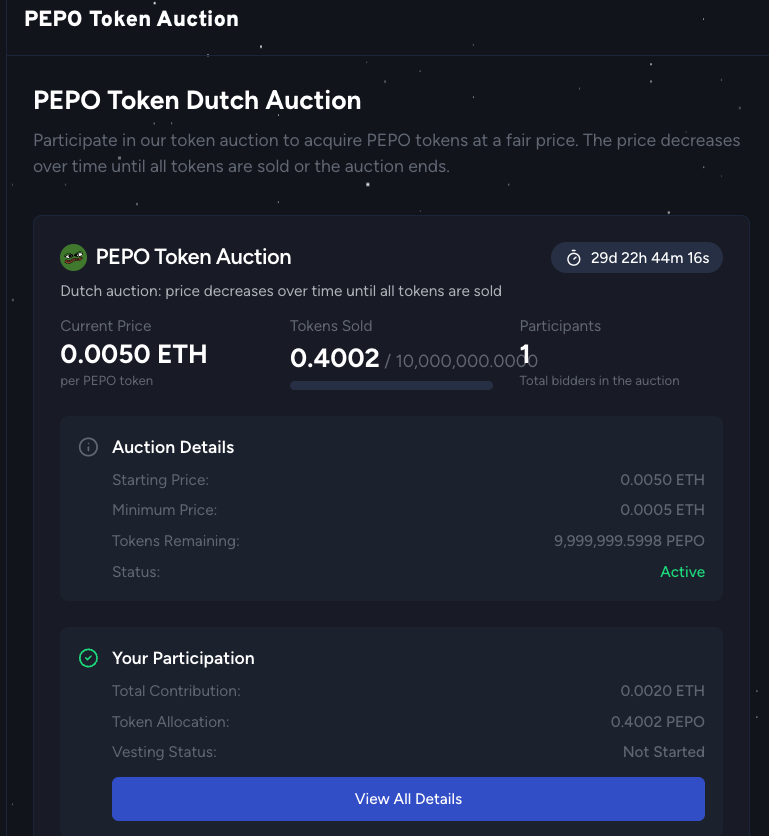 PEPO Token Auction
PEPO Token Dutch Auction
Participate in our token auction to acquire PEPO tokens at a fair price. The price decreases
over time until all tokens are sold or the auction ends.
PEPO Token Auction
29d 22h 44m 16s
Dutch auction: price decreases over time until all tokens are sold
Current Price
0.0050 ETH
per PEPO token
Tokens Sold
0.4002 / 10,000,000.0000
Participants
1
Total bidders in the auction
Auction Details
Starting Price: 0.0050 ETH
Minimum Price: 0.0005 ETH
Tokens Remaining: 9,999,999.5998 PEPO
Status: Active
Your Participation
Total Contribution: 0.0020 ETH
Token Allocation: 0.4002 PEPO
Vesting Status: Not Started
View All Details